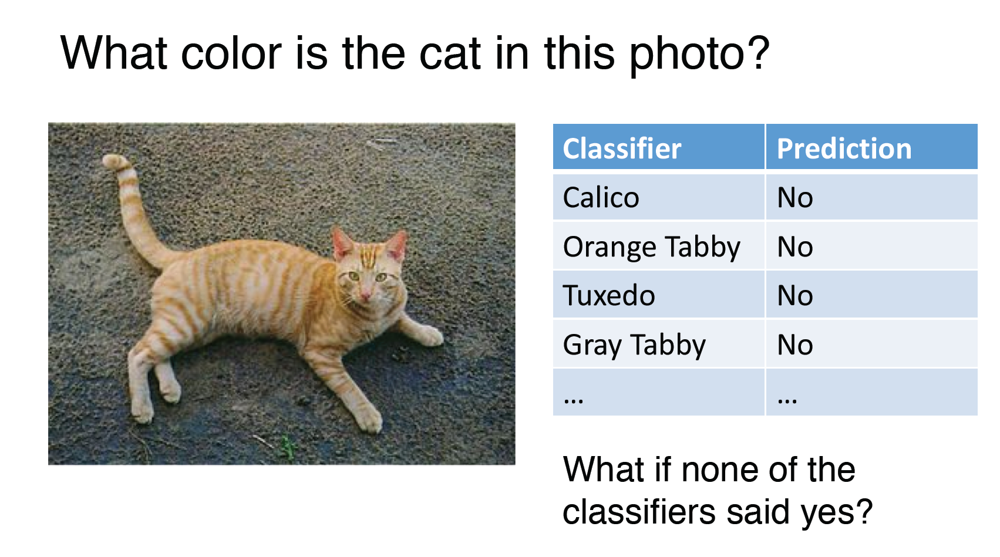 What color is the cat in this photo?
Classifier Prediction
Calico No
Orange Tabby No
Tuxedo No
Gray Tabby No
... ...
What if none of the
classifiers said yes?